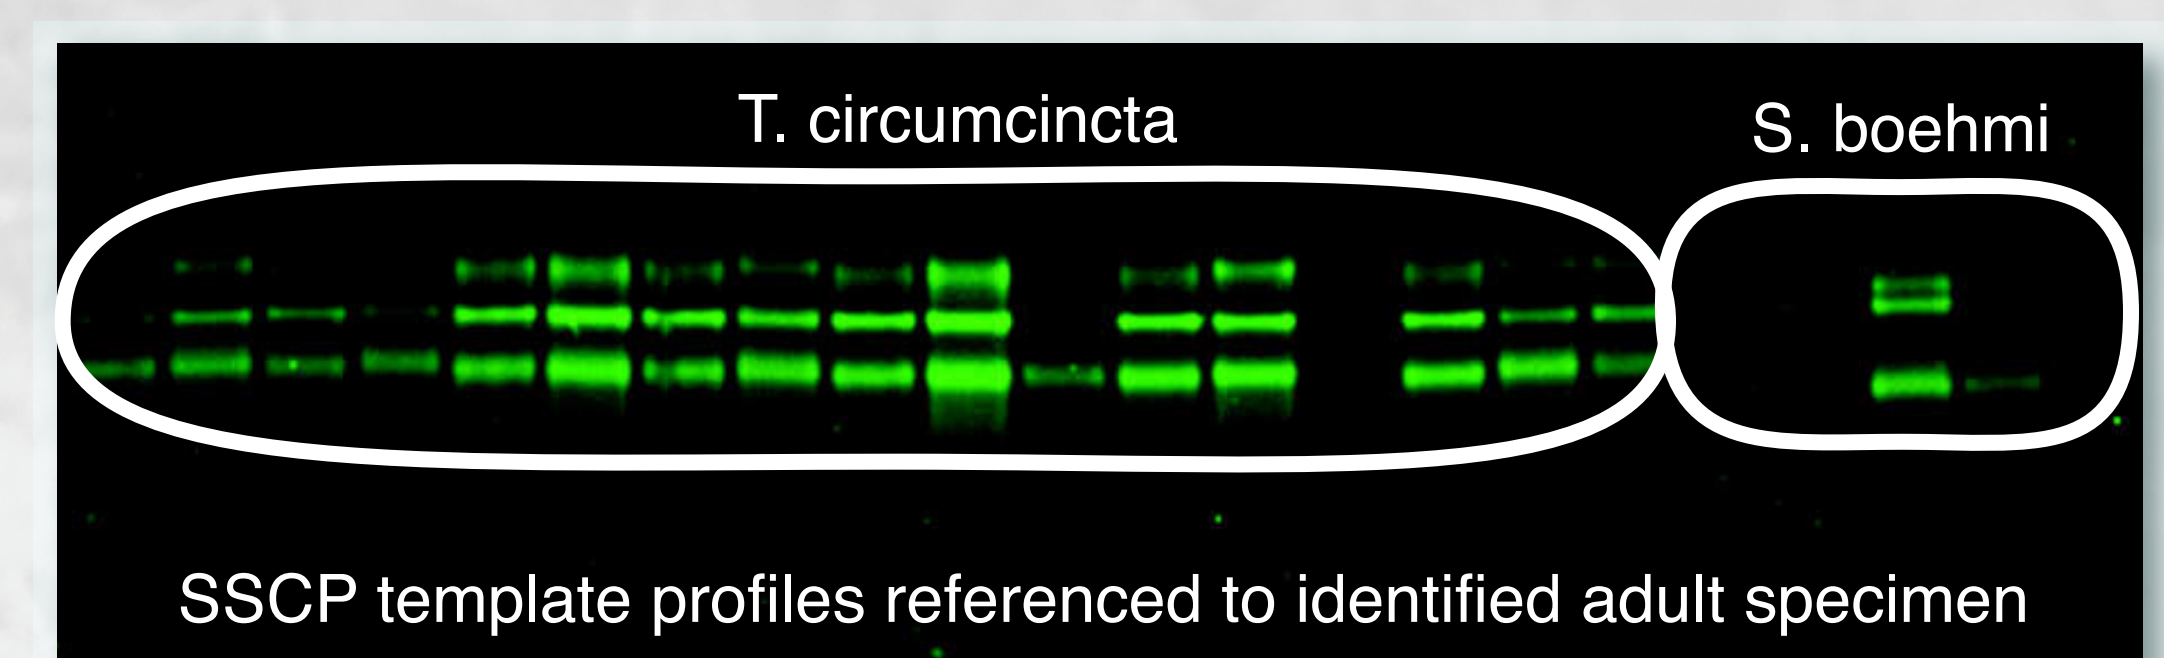 T. circumcincta
S. boehmi
SSCP template profiles referenced to identified adult specimen